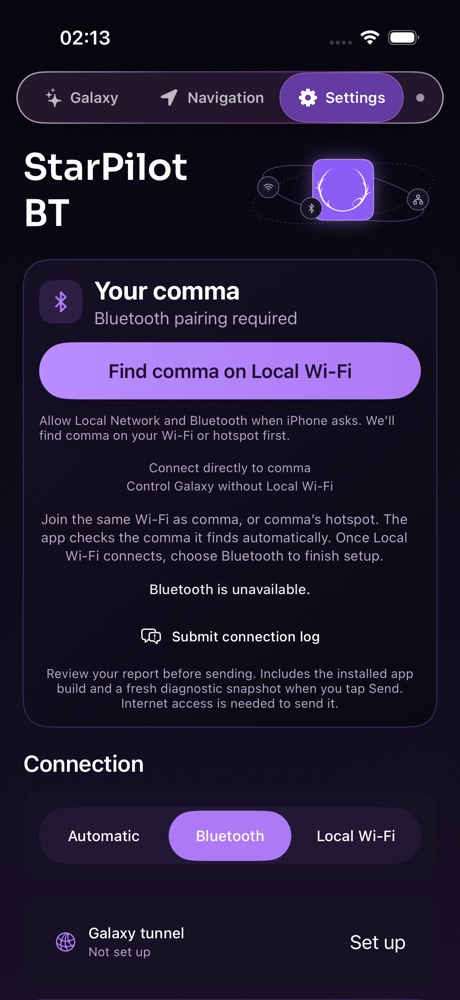 02:13
Galaxy Navigation Settings
StarPilot
BT
Your comma
Bluetooth pairing required
Find comma on Local Wi-Fi
Allow Local Network and Bluetooth when iPhone asks. We’ll
find comma on your Wi-Fi or hotspot first.
Connect directly to comma
Control Galaxy without Local Wi-Fi
Join the same Wi-Fi as comma, or comma’s hotspot. The
app checks the comma it finds automatically. Once Local
Wi-Fi connects, choose Bluetooth to finish setup.
Bluetooth is unavailable.
Submit connection log
Review your report before sending. Includes the installed app
build and a fresh diagnostic snapshot when you tap Send.
Internet access is needed to send it.
Connection
Automatic Bluetooth Local Wi-Fi
Galaxy tunnel
Not set up
Set up